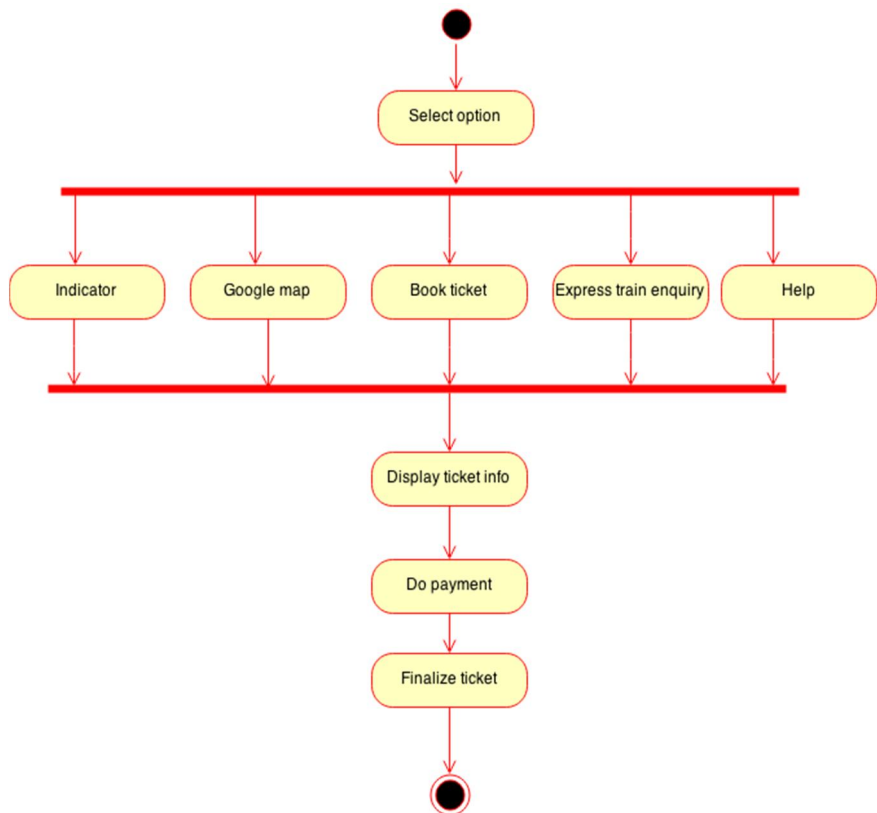 Select option
Indicator
Google map
Book ticket
Express train enquiry
Help
Display ticket info
Do payment
Finalize ticket